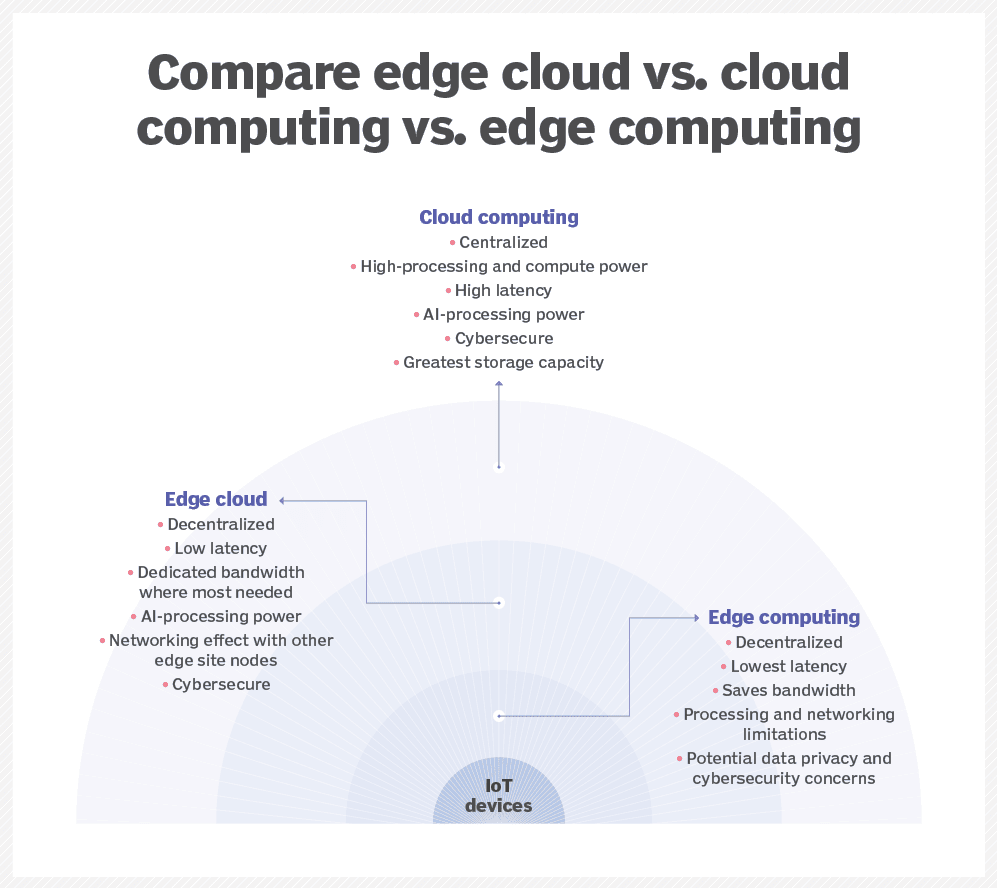 Compare edge cloud vs. cloud
computing vs. edge computing
Cloud computing
• Centralized
• High-processing and compute power
• High latency
• AI-processing power
• Cybersecure
• Greatest storage capacity
Edge cloud
• Decentralized
• Low latency
• Dedicated bandwidth
where most needed
• AI-processing power
• Networking effect with other
edge site nodes
• Cybersecure
Edge computing
• Decentralized
• Lowest latency
• Saves bandwidth
• Processing and networking
limitations
• Potential data privacy and
cybersecurity concerns
IoT
devices